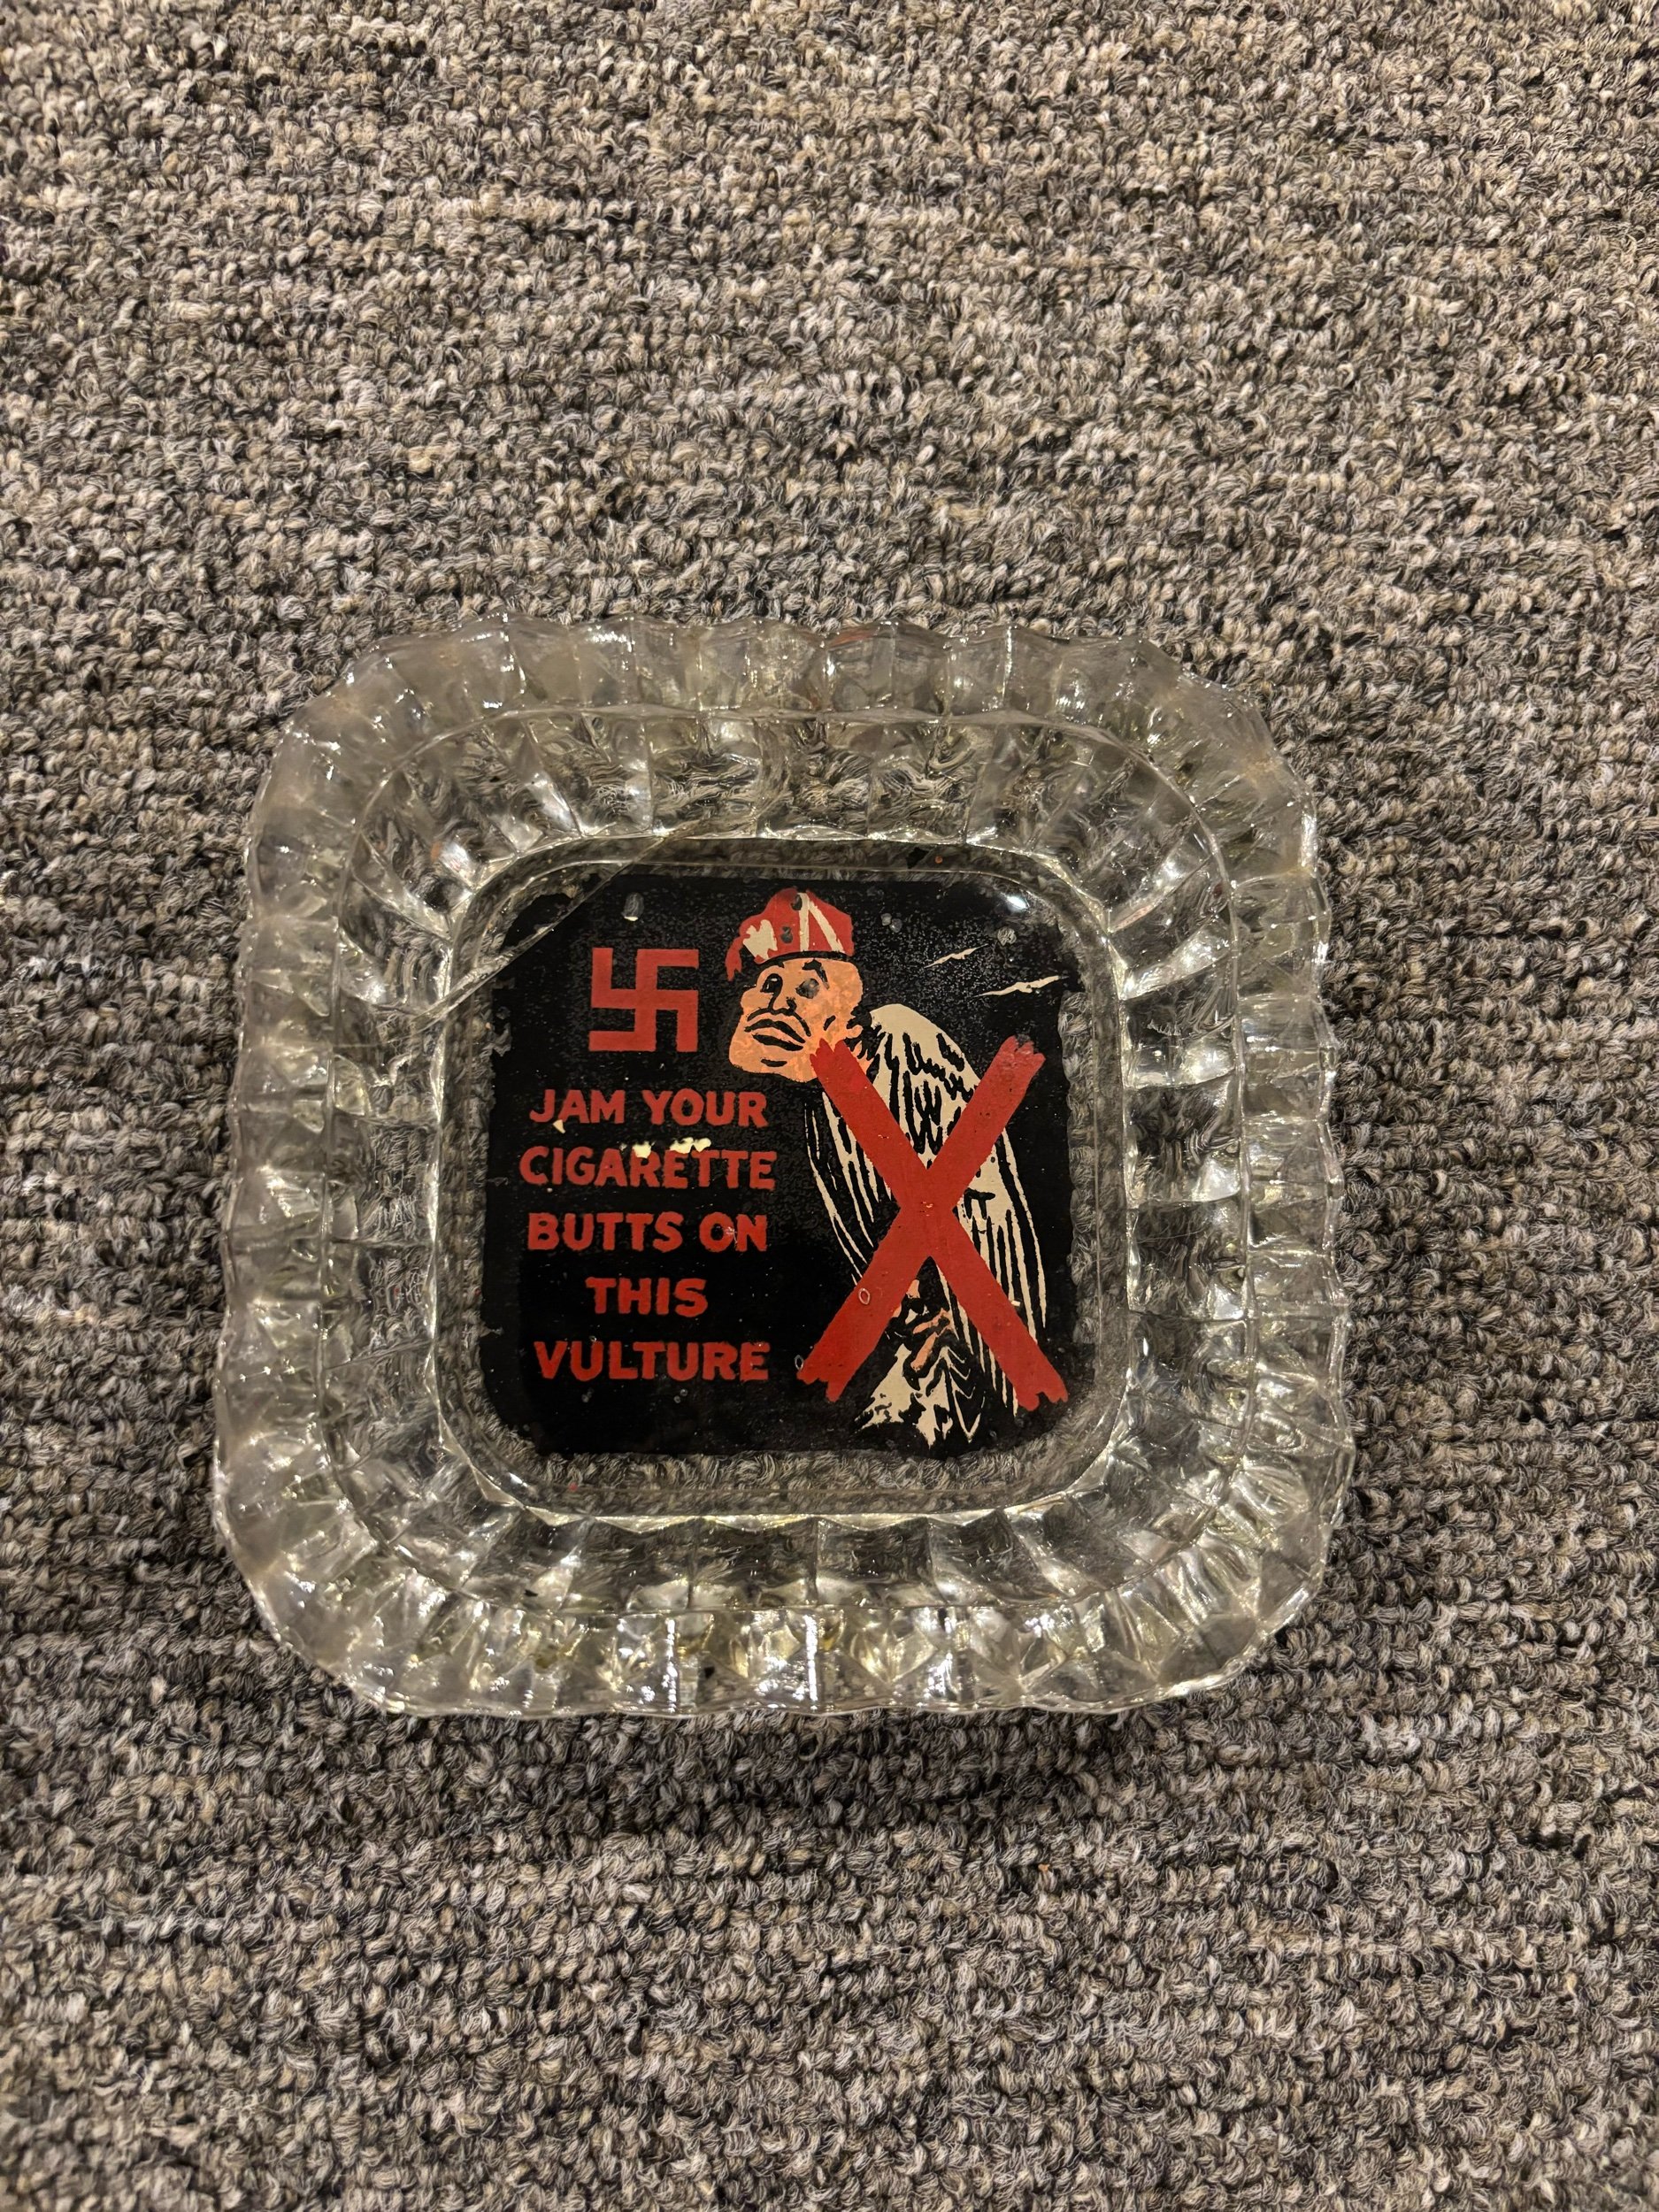 JAM YOUR
CIGARETTE
BUTTS ON
THIS
VULTURE